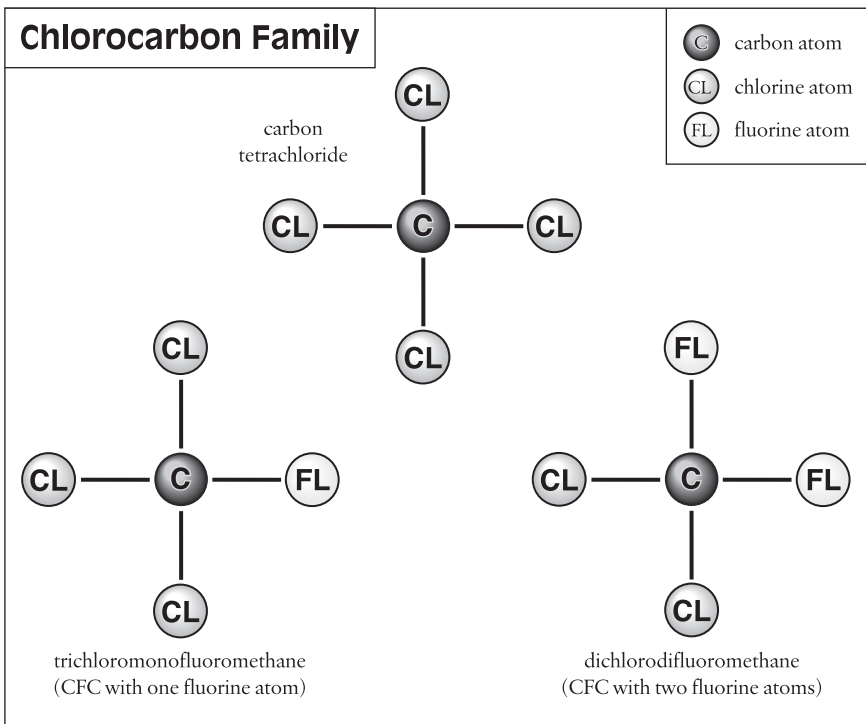 Chlorocarbon Family
C carbon atom
CL chlorine atom
FL fluorine atom
carbon
tetrachloride
CL
CL C CL
CL
CL
CL C FL
CL
trichloromonofluoromethane
(CFC with one fluorine atom)
FL
CL C FL
CL
dichlorodifluoromethane
(CFC with two fluorine atoms)